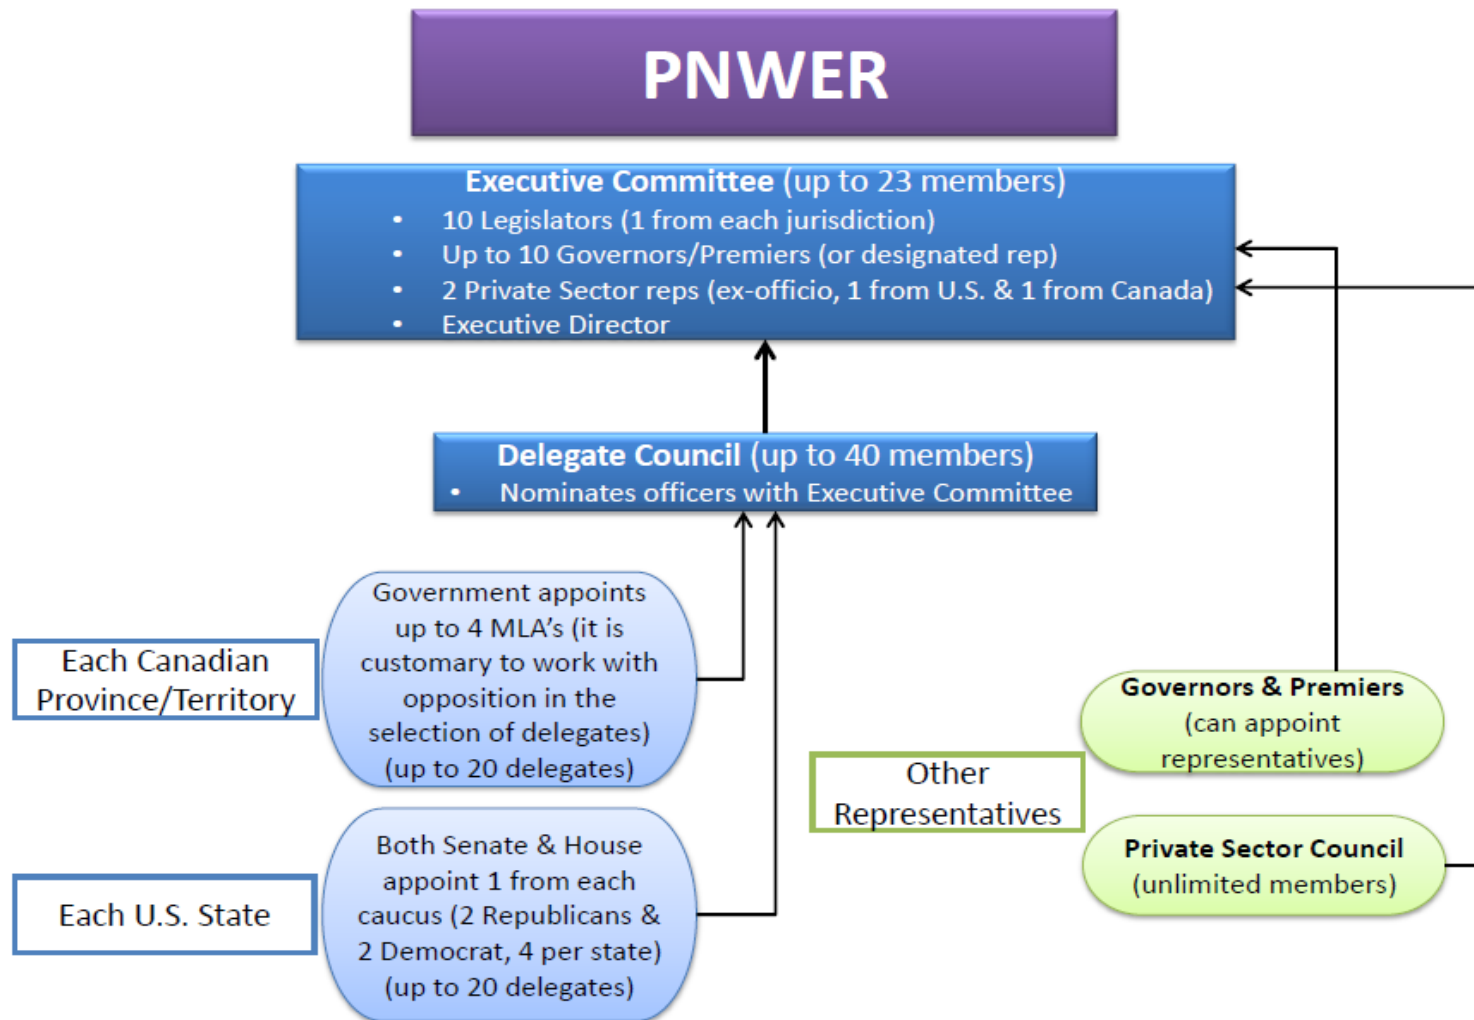 PNWER
Executive Committee (up to 23 members)
• 10 Legislators (1 from each jurisdiction)
• Up to 10 Governors/Premiers (or designated rep)
• 2 Private Sector reps (ex-officio, 1 from U.S. & 1 from Canada)
• Executive Director
Delegate Council (up to 40 members)
• Nominates officers with Executive Committee
Each Canadian
Province/Territory
Government appoints
up to 4 MLA’s (it is
customary to work with
opposition in the
selection of delegates)
(up to 20 delegates)
Each U.S. State
Both Senate & House
appoint 1 from each
caucus (2 Republicans &
2 Democrat, 4 per state)
(up to 20 delegates)
Other
Representatives
Governors & Premiers
(can appoint
representatives)
Private Sector Council
(unlimited members)